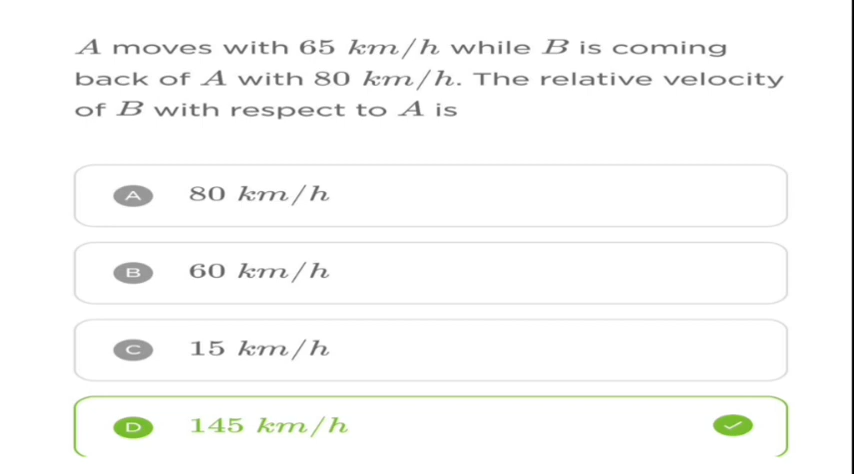 A moves with 65 km/h while B is coming
back of A with 80 km/h. The relative velocity
of B with respect to A is
A 80 km/h
B 60 km/h
C 15 km/h
D 145 km/h